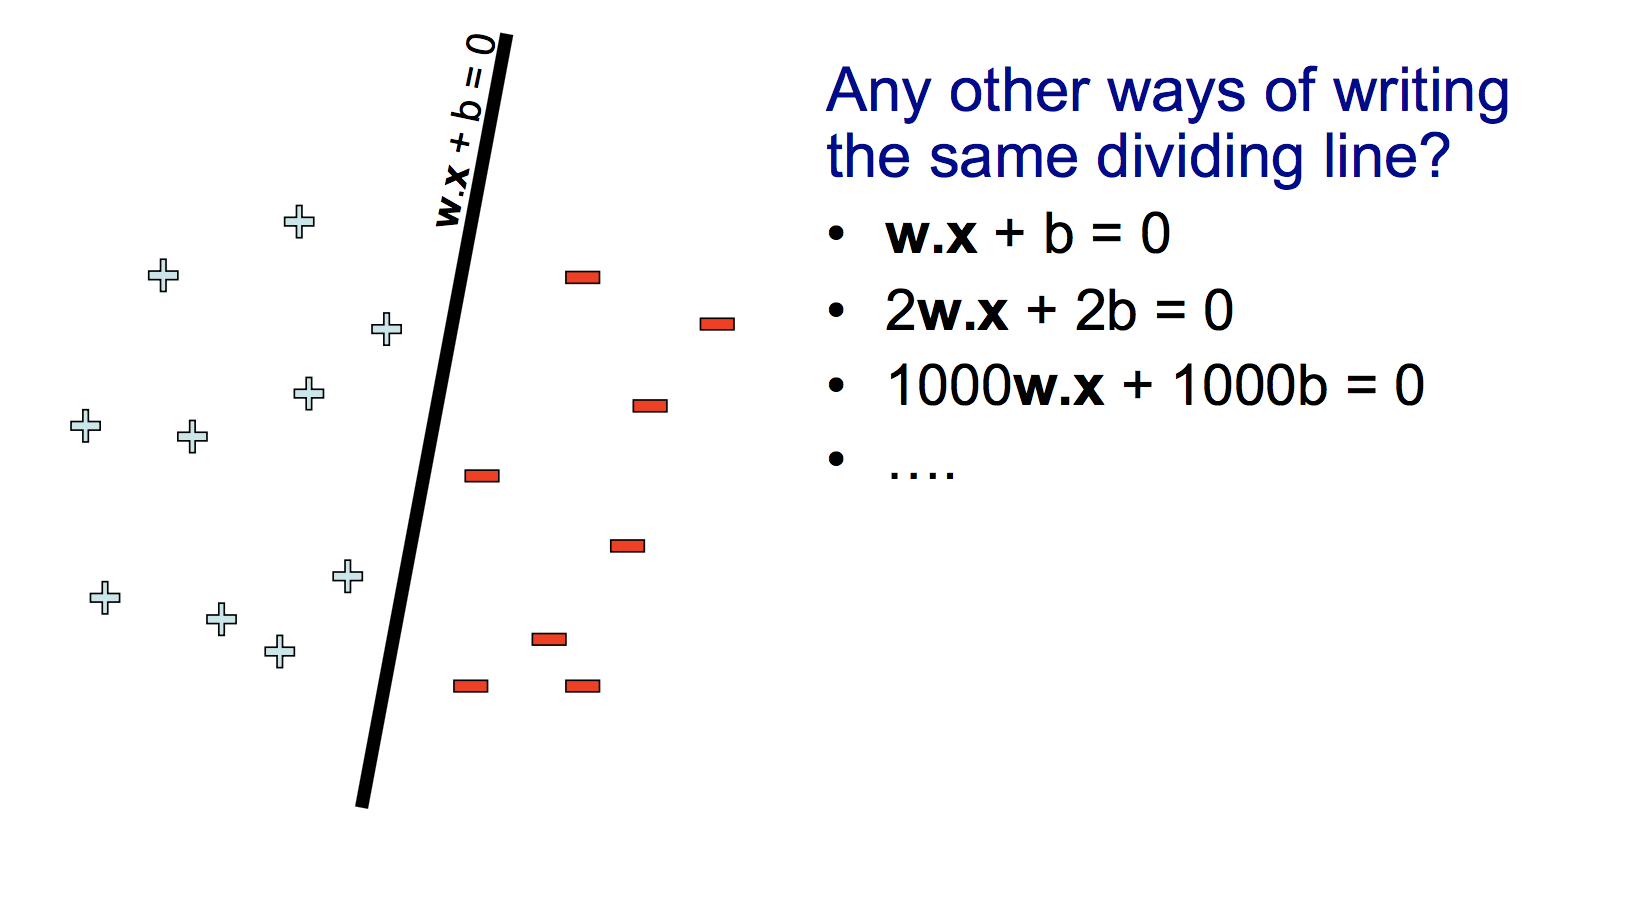 w.x + b = 0
Any other ways of writing
the same dividing line?
• w.x + b = 0
• 2w.x + 2b = 0
• 1000w.x + 1000b = 0
• ….